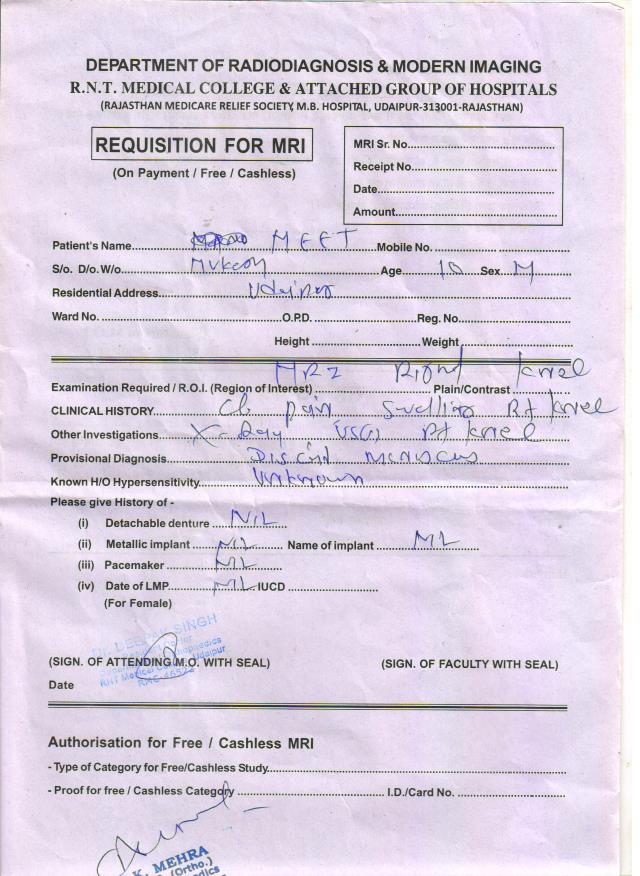 DEPARTMENT OF RADIODIAGNOSIS & MODERN IMAGING
R.N.T. MEDICAL COLLEGE & ATTACHED GROUP OF HOSPITALS
(RAJASTHAN MEDICARE RELIEF SOCIETY, M.B. HOSPITAL, UDAIPUR-313001-RAJASTHAN)
REQUISITION FOR MRI
(On Payment / Free / Cashless)
MRI Sr. No.
Receipt No.
Date
Amount
Patient's Name MEET Mobile No.
S/o. D/o. W/o Mukesh Age 10 Sex M
Residential Address Udaipur
Ward No. O.P.D. Reg. No.
Height Weight
MRI Right knee
Examination Required / R.O.I. (Region of Interest) Plain/Contrast
CLINICAL HISTORY pain Swelling Rt knee
Other Investigations X-Ray USG Rt knee
Provisional Diagnosis Discoid meniscus
Known H/O Hypersensitivity Unknown
Please give History of -
(i) Detachable denture NIL
(ii) Metallic implant NIL Name of implant NIL
(iii) Pacemaker NIL
(iv) Date of LMP NIL IUCD
(For Female)
Dr. DEEPAK SINGH
(SIGN. OF ATTENDING M.O. WITH SEAL) (SIGN. OF FACULTY WITH SEAL)
RNT Medical College Udaipur
Date
Authorisation for Free / Cashless MRI
- Type of Category for Free/Cashless Study
- Proof for free / Cashless Category I.D./Card No.
K. MEHRA
(Ortho.)